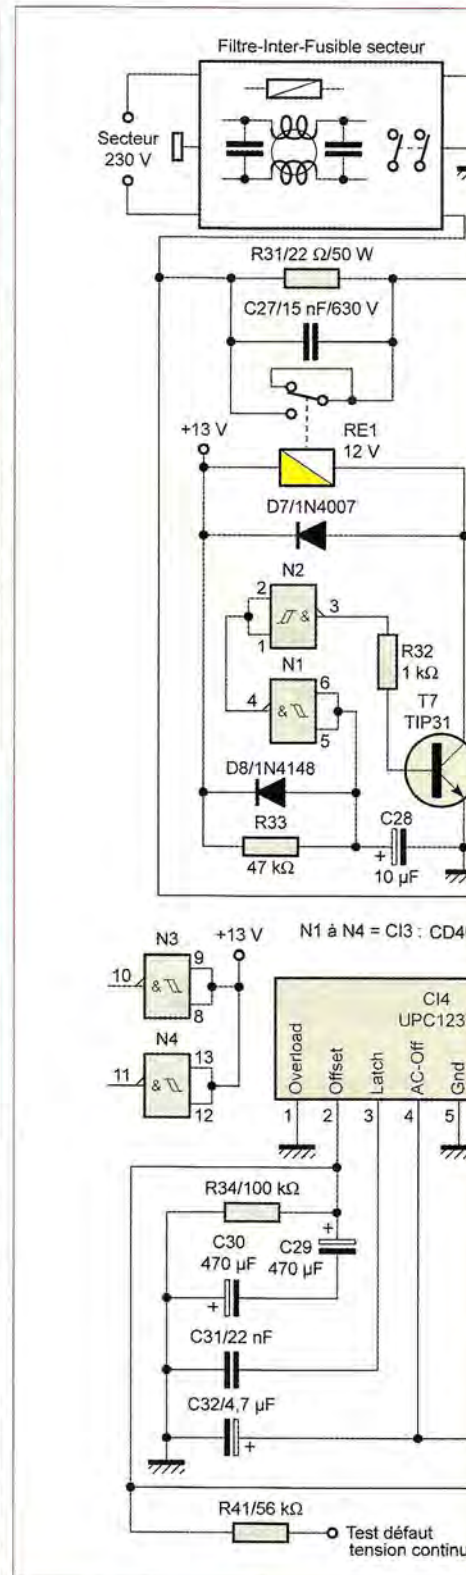 Filtre-Inter-Fusible secteur
Secteur
230 V
R31/22 Ω/50 W
C27/15 nF/630 V
+13 V
RE1
12 V
D7/1N4007
N2
2
3
1
&
R32
1 kΩ
N1
4
6
&
5
T7
TIP31
D8/1N4148
R33
47 kΩ
C28
+
10 µF
N1 à N4 = CI3 : CD4
N3
+13 V
10
9
&
8
N4
11
13
&
12
CI4
UPC123
Overload
Offset
Latch
AC-Off
Gnd
1
2
3
4
5
R34/100 kΩ
+
C30
470 µF
C29
470 µF
+
C31/22 nF
C32/4,7 µF
+
R41/56 kΩ
Test défaut
tension continu